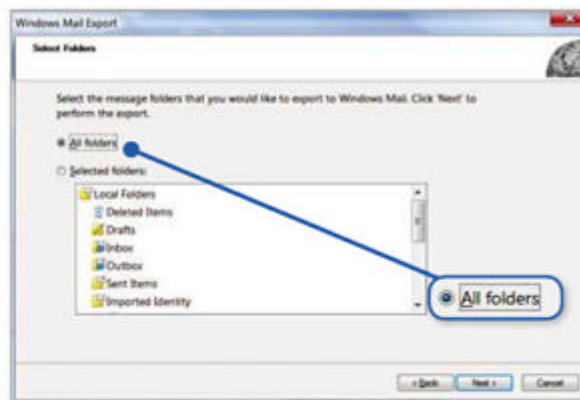 Windows Mail Export
Select Folders
Select the message folders that you would like to export to Windows Mail. Click 'Next' to
perform the export.
All folders
Selected folders:
Local Folders
Deleted Items
Drafts
Inbox
Outbox
Sent Items
Imported Identity
All folders
< Back
Next >
Cancel